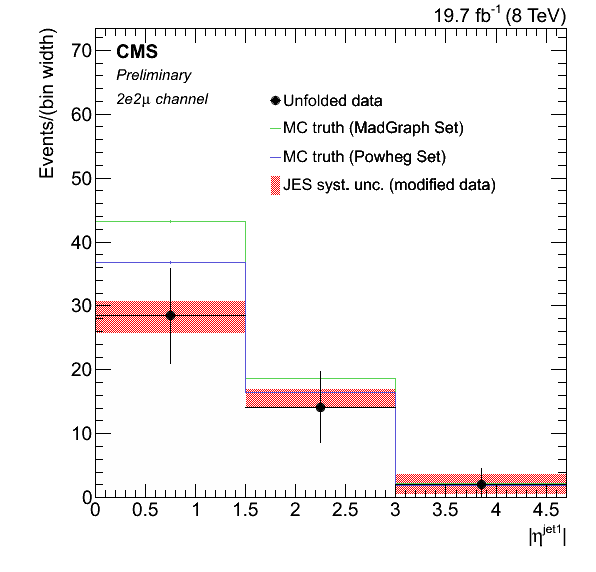 19.7 fb⁻¹ (8 TeV)
Events/(bin width)
CMS
Preliminary
2e2μ channel
Unfolded data
MC truth (MadGraph Set)
MC truth (Powheg Set)
JES syst. unc. (modified data)
70
60
50
40
30
20
10
0
0 0.5 1 1.5 2 2.5 3 3.5 4 4.5
|η^jet1|